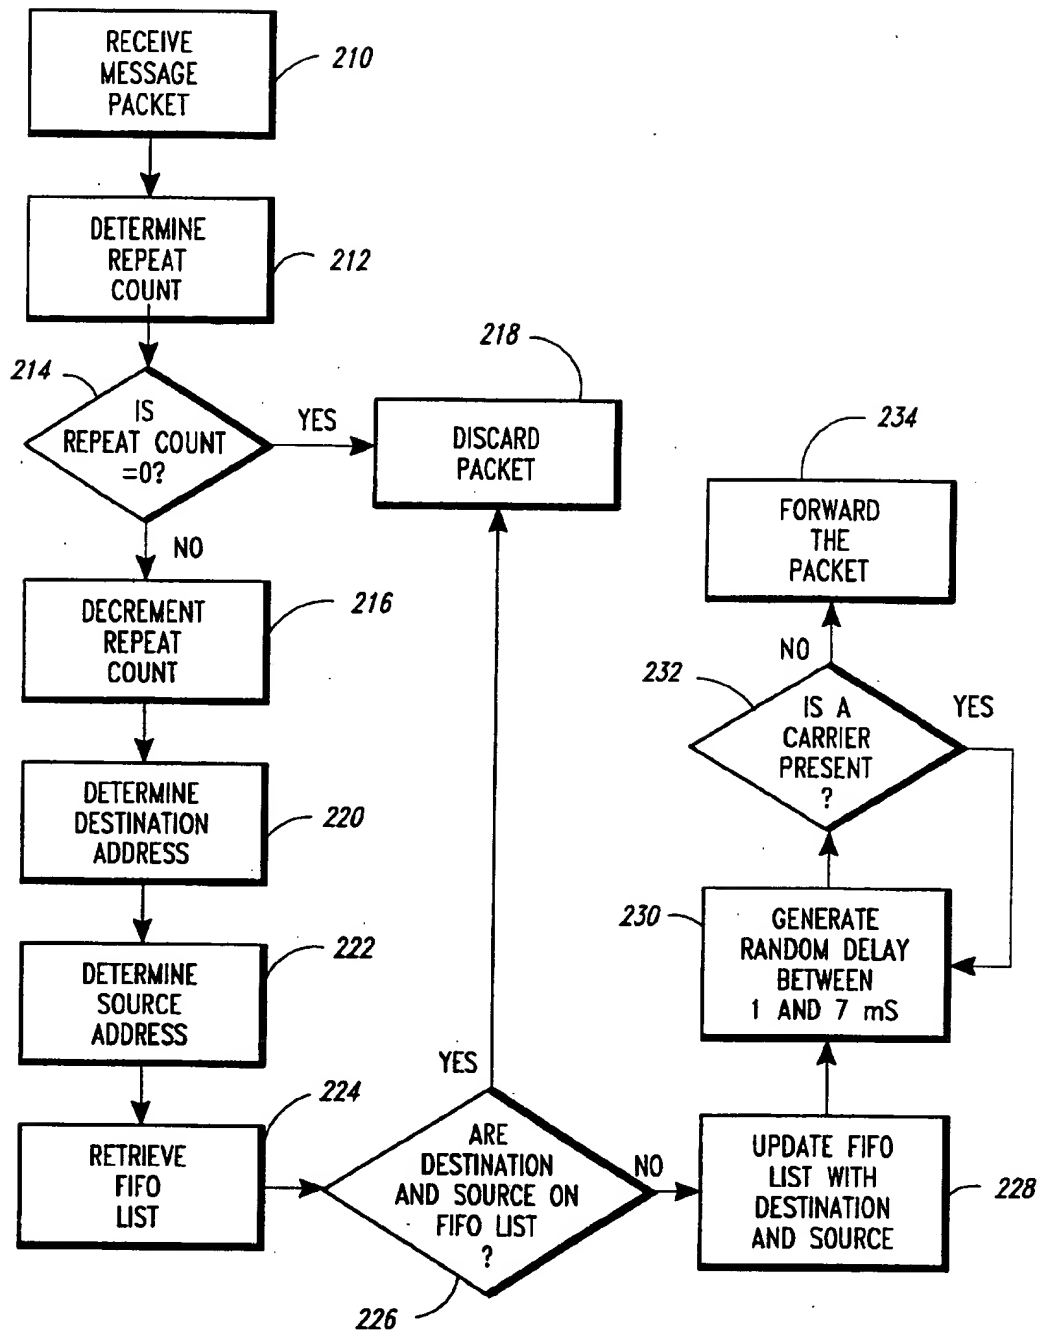 RECEIVE
MESSAGE
PACKET
210
DETERMINE
REPEAT
COUNT
212
214
IS
REPEAT COUNT
=0?
YES
218
DISCARD
PACKET
NO
DECREMENT
REPEAT
COUNT
216
DETERMINE
DESTINATION
ADDRESS
220
DETERMINE
SOURCE
ADDRESS
222
RETRIEVE
FIFO
LIST
224
YES
ARE
DESTINATION
AND SOURCE ON
FIFO LIST
?
226
NO
UPDATE FIFO
LIST WITH
DESTINATION
AND SOURCE
228
230
GENERATE
RANDOM DELAY
BETWEEN
1 AND 7 mS
232
IS A
CARRIER
PRESENT
?
YES
NO
234
FORWARD
THE
PACKET